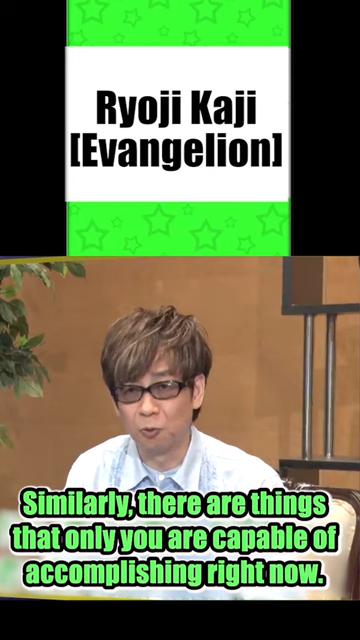 Ryoji Kaji
[Evangelion]
Similarly, there are things
that only you are capable of
accomplishing right now.